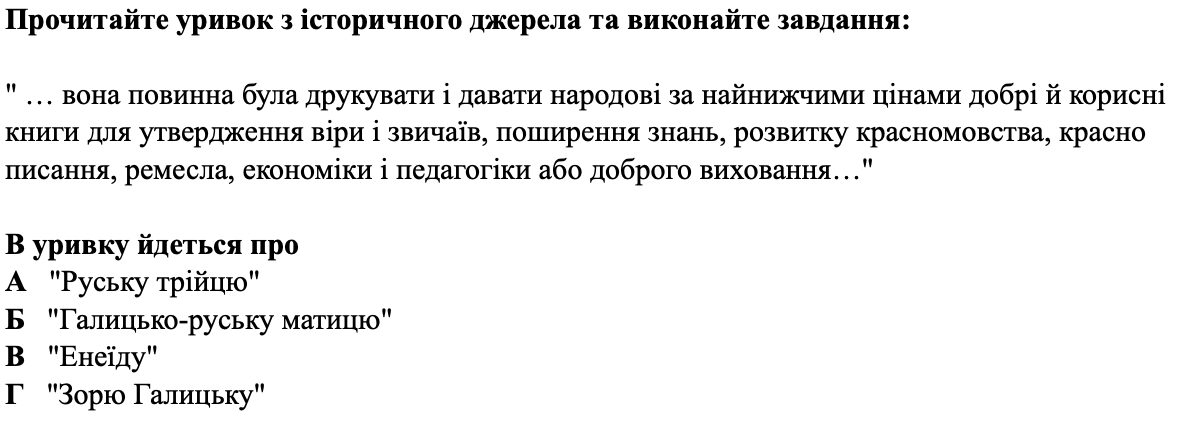 Прочитайте уривок з історичного джерела та виконайте завдання:
" … вона повинна була друкувати і давати народові за найнижчими цінами добрі й корисні
книги для утвердження віри і звичаїв, поширення знань, розвитку красномовства, красно
писання, ремесла, економіки і педагогіки або доброго виховання…"
В уривку йдеться про
А "Руську трійцю"
Б "Галицько-руську матицю"
В "Енеїду"
Г "Зорю Галицьку"